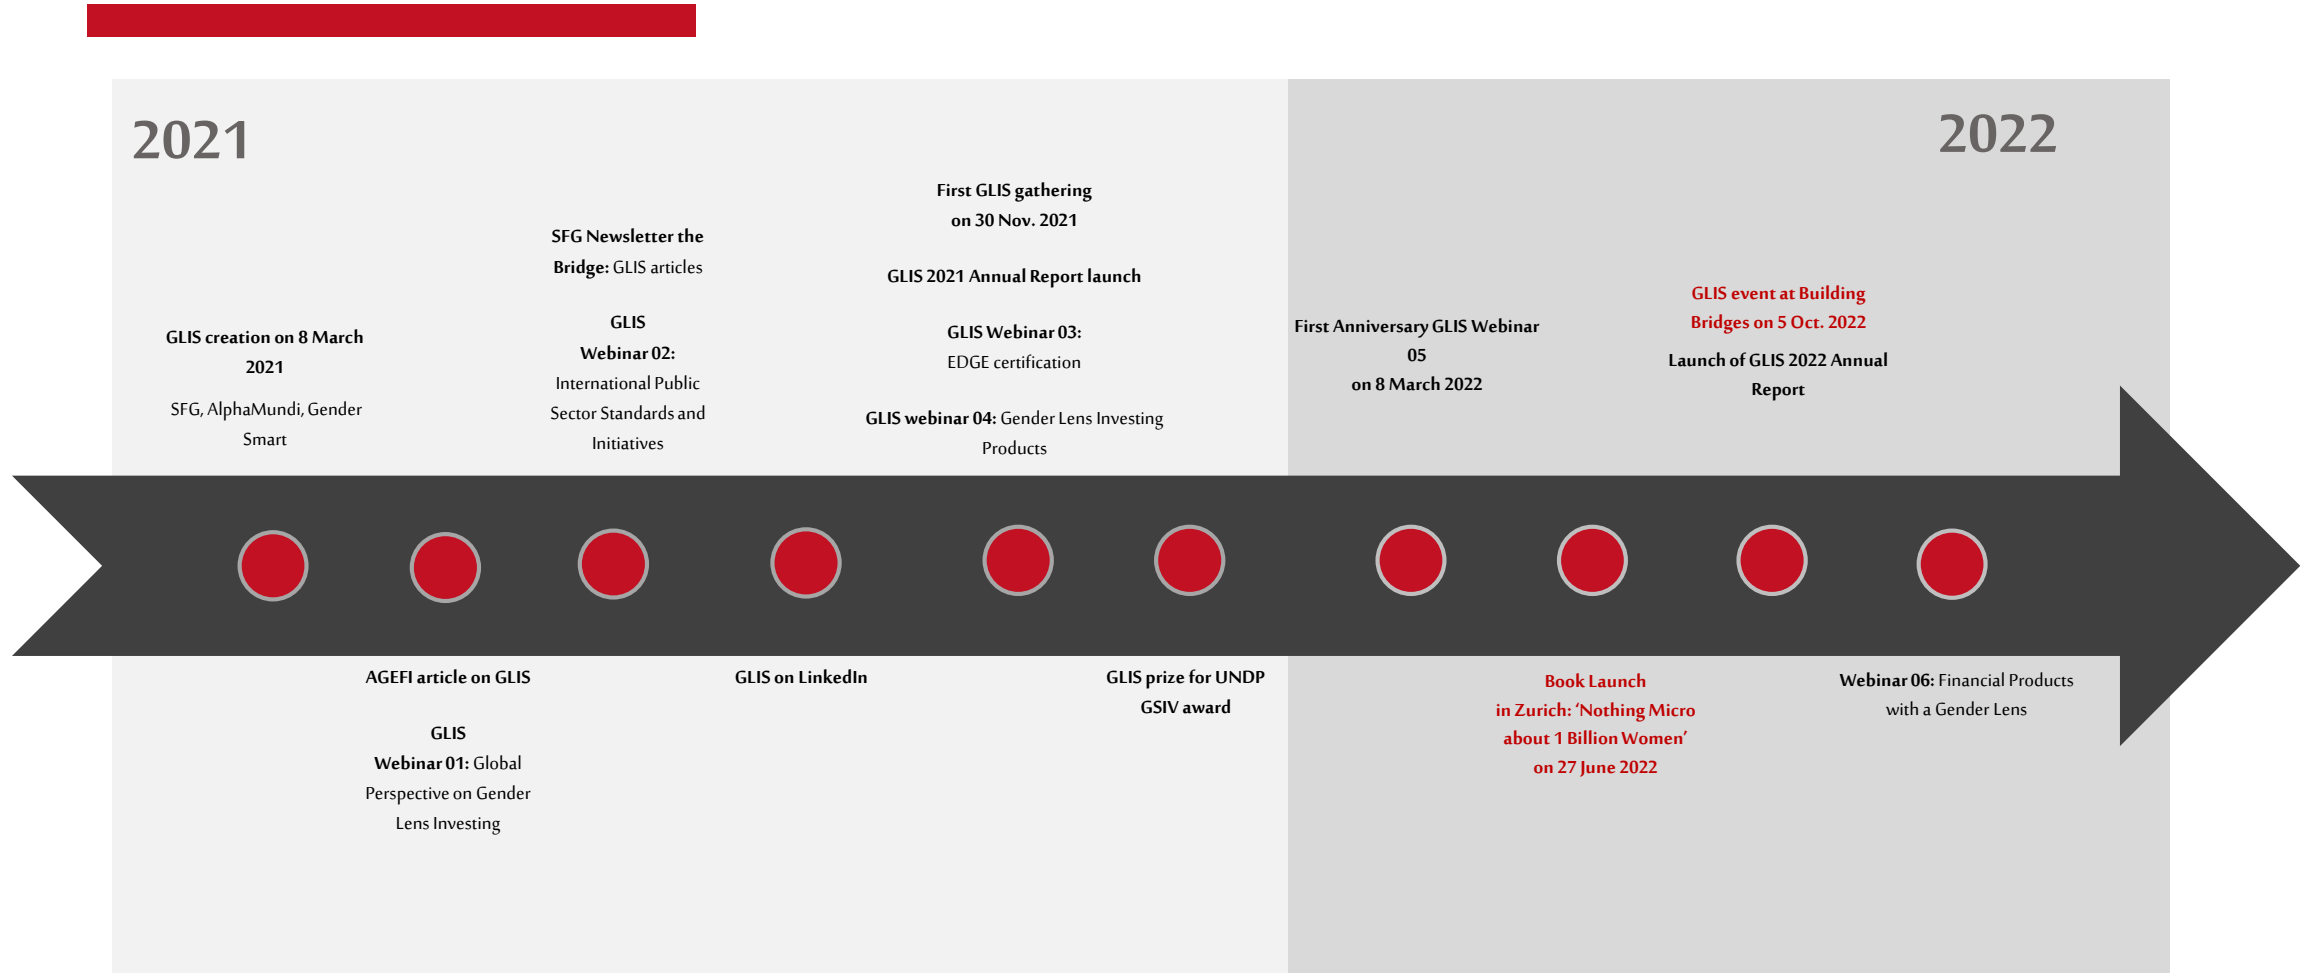 2021
2022
GLIS creation on 8 March
2021
SFG, AlphaMundi, Gender
Smart
SFG Newsletter the
Bridge: GLIS articles
GLIS
Webinar 02:
International Public
Sector Standards and
Initiatives
First GLIS gathering
on 30 Nov. 2021
GLIS 2021 Annual Report launch
GLIS Webinar 03:
EDGE certification
GLIS webinar 04: Gender Lens Investing
Products
First Anniversary GLIS Webinar
05
on 8 March 2022
GLIS event at Building
Bridges on 5 Oct. 2022
Launch of GLIS 2022 Annual
Report
AGEFI article on GLIS
GLIS
Webinar 01: Global
Perspective on Gender
Lens Investing
GLIS on LinkedIn
GLIS prize for UNDP
GSIV award
Book Launch
in Zurich: ‘Nothing Micro
about 1 Billion Women’
on 27 June 2022
Webinar 06: Financial Products
with a Gender Lens